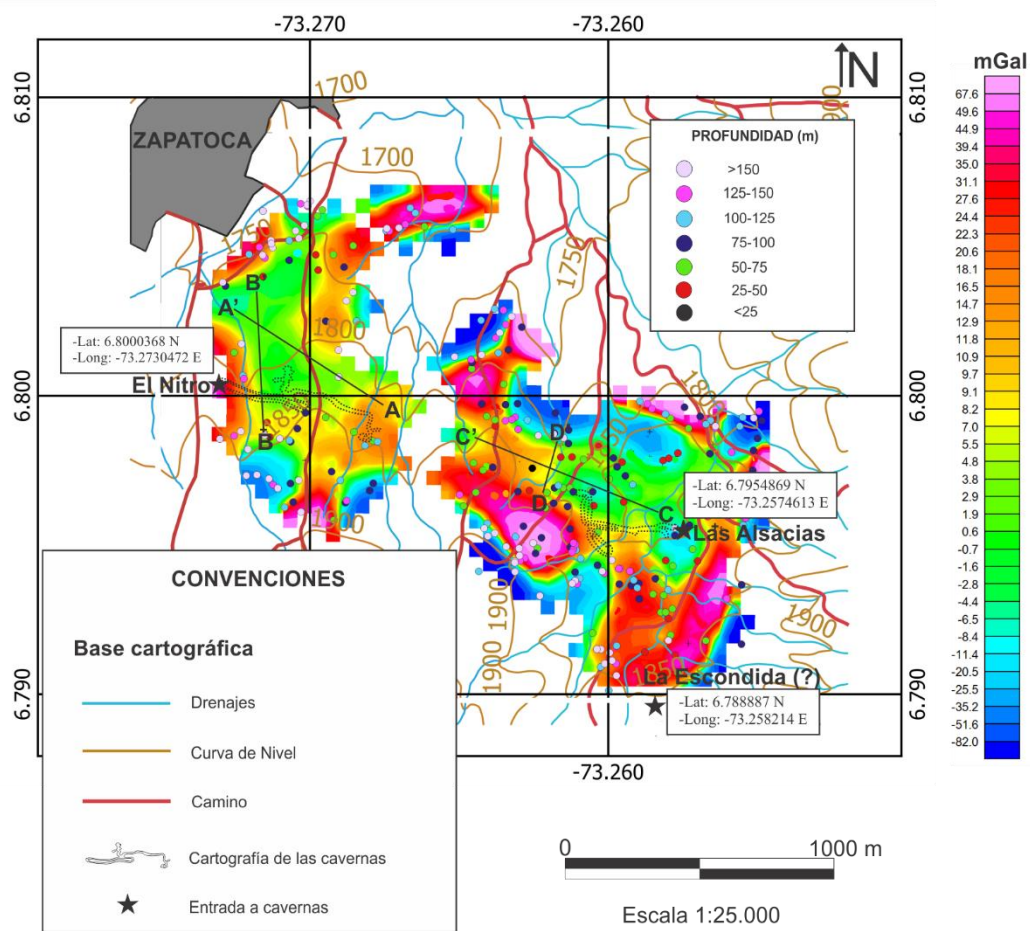 -73.270
-73.260
6.810
6.810
N
mGal
ZAPATOCA
1700
1700
PROFUNDIDAD (m)
>150
125-150
100-125
75-100
50-75
25-50
<25
1750
1750
B'
A'
1800
-Lat: 6.8000368 N
-Long: -73.2730472 E
El Nitro
6.800
6.800
1800
A
1850
B
C'
D'
1850
D
C
-Lat: 6.7954869 N
-Long: -73.2574613 E
Las Alsacias
1900
1900
1900
1900
1850
La Escondida (?)
6.790
6.790
-Lat: 6.788887 N
-Long: -73.258214 E
-73.260
67.6
49.6
44.9
39.4
35.0
31.1
27.6
24.4
22.3
20.6
18.1
16.5
14.7
12.9
11.8
10.9
9.7
8.2
7.0
5.5
4.8
3.8
2.9
1.9
0.6
-0.7
-1.6
-2.8
-4.4
-6.5
-8.4
-11.4
-14.1
-20.5
-25.5
-35.2
-51.6
-82.0
CONVENCIONES
Base cartográfica
Drenajes
Curva de Nivel
Camino
Cartografía de las cavernas
Entrada a cavernas
0 1000 m
Escala 1:25.000